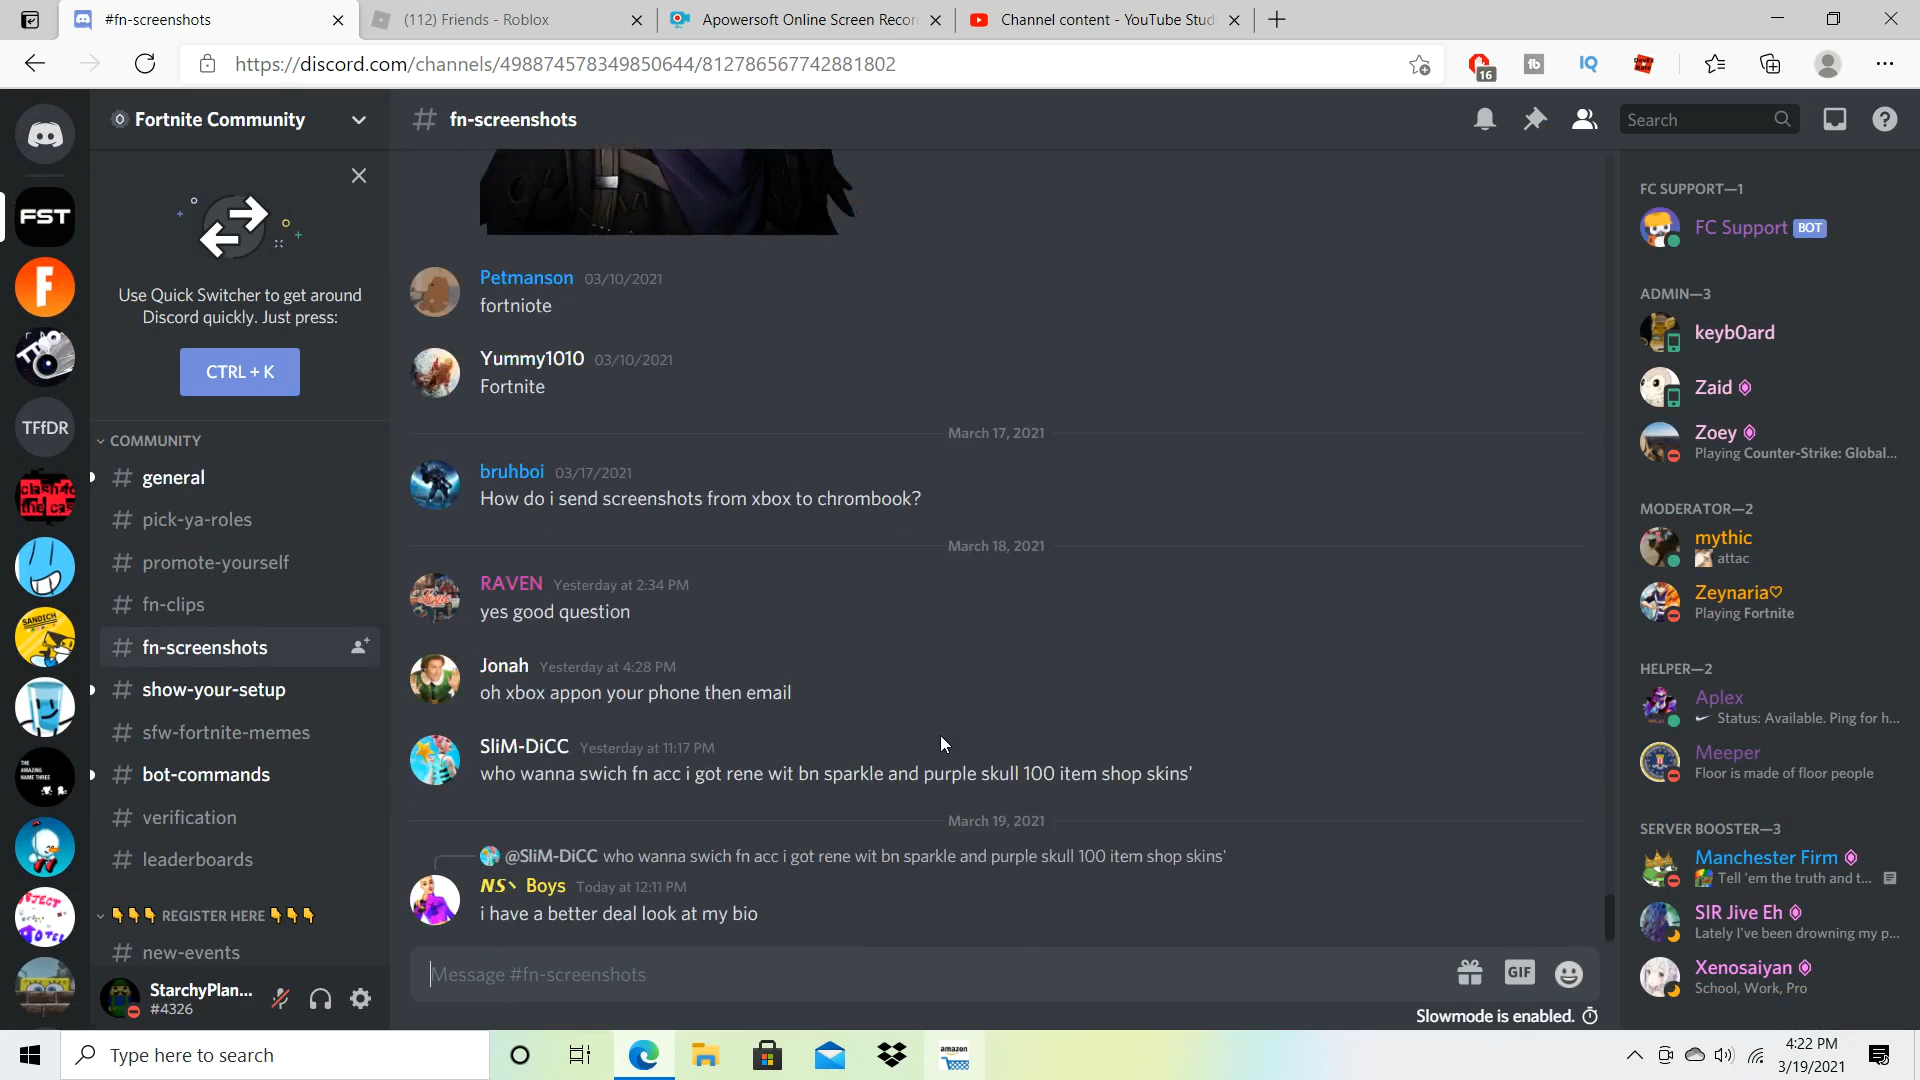 #fn-screenshots
(112) Friends - Roblox
Apowersoft Online Screen Recor
Channel content - YouTube Stud
https://discord.com/channels/498874578349850644/812786567742881802
16
tb
IQ
Fortnite Community
fn-screenshots
Search
FST
F
TFfDR
SANDICH
THE AMAZING NAME THREE
Use Quick Switcher to get around
Discord quickly. Just press:
CTRL + K
COMMUNITY
general
pick-ya-roles
promote-yourself
fn-clips
fn-screenshots
show-your-setup
sfw-fortnite-memes
bot-commands
verification
leaderboards
👇👇👇 REGISTER HERE 👇👇👇
new-events
StarchyPlan...
#4326
Petmanson 03/10/2021
fortniote
Yummy1010 03/10/2021
Fortnite
March 17, 2021
bruhboi 03/17/2021
How do i send screenshots from xbox to chrombook?
March 18, 2021
RAVEN Yesterday at 2:34 PM
yes good question
Jonah Yesterday at 4:28 PM
oh xbox appon your phone then email
SliM-DiCC Yesterday at 11:17 PM
who wanna swich fn acc i got rene wit bn sparkle and purple skull 100 item shop skins'
March 19, 2021
@SliM-DiCC who wanna swich fn acc i got rene wit bn sparkle and purple skull 100 item shop skins'
NS丶 Boys Today at 12:11 PM
i have a better deal look at my bio
Message #fn-screenshots
GIF
Slowmode is enabled.
FC SUPPORT—1
FC Support BOT
ADMIN—3
keyb0ard
Zaid
Zoey
Playing Counter-Strike: Global...
MODERATOR—2
mythic
attac
Zeynaria♡
Playing Fortnite
HELPER—2
Aplex
Status: Available. Ping for h...
Meeper
Floor is made of floor people
SERVER BOOSTER—3
Manchester Firm
Tell 'em the truth and t...
SIR Jive Eh
Lately I've been drowning my p...
Xenosaiyan
School, Work, Pro
Type here to search
amazon
4:22 PM
3/19/2021